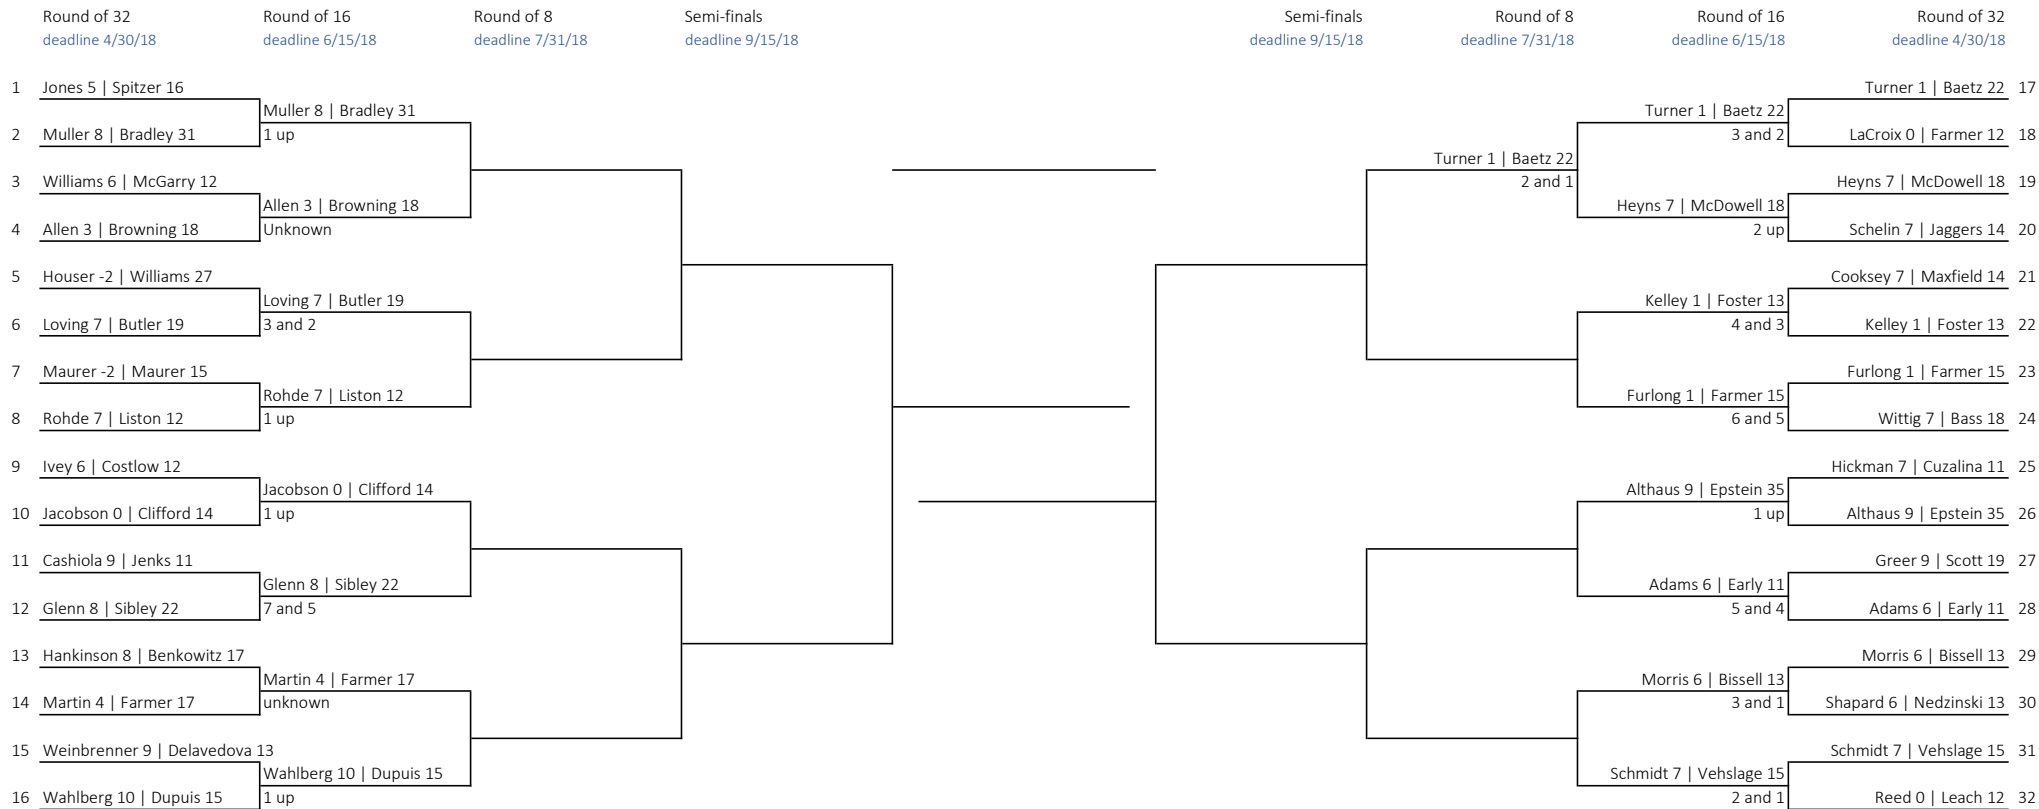 Round of 32 Round of 16 Round of 8 Semi-finals Semi-finals Round of 8 Round of 16 Round of 32
deadline 4/30/18 deadline 6/15/18 deadline 7/31/18 deadline 9/15/18 deadline 9/15/18 deadline 7/31/18 deadline 6/15/18 deadline 4/30/18
1 Jones 5 | Spitzer 16 Turner 1 | Baetz 22 17
Muller 8 | Bradley 31 Turner 1 | Baetz 22
2 Muller 8 | Bradley 31 1 up 3 and 2 LaCroix 0 | Farmer 12 18
Turner 1 | Baetz 22
3 Williams 6 | McGarry 12 2 and 1 Heyns 7 | McDowell 18 19
Allen 3 | Browning 18 Heyns 7 | McDowell 18
4 Allen 3 | Browning 18 Unknown 2 up Schelin 7 | Jaggers 14 20
5 Houser -2 | Williams 27 Cooksey 7 | Maxfield 14 21
Loving 7 | Butler 19 Kelley 1 | Foster 13
6 Loving 7 | Butler 19 3 and 2 4 and 3 Kelley 1 | Foster 13 22
7 Maurer -2 | Maurer 15 Furlong 1 | Farmer 15 23
Rohde 7 | Liston 12 Furlong 1 | Farmer 15
8 Rohde 7 | Liston 12 1 up 6 and 5 Wittig 7 | Bass 18 24
9 Ivey 6 | Costlow 12 Hickman 7 | Cuzalina 11 25
Jacobson 0 | Clifford 14 Althaus 9 | Epstein 35
10 Jacobson 0 | Clifford 14 1 up 1 up Althaus 9 | Epstein 35 26
11 Cashiola 9 | Jenks 11 Greer 9 | Scott 19 27
Glenn 8 | Sibley 22 Adams 6 | Early 11
12 Glenn 8 | Sibley 22 7 and 5 5 and 4 Adams 6 | Early 11 28
13 Hankinson 8 | Benkowitz 17 Morris 6 | Bissell 13 29
Martin 4 | Farmer 17 Morris 6 | Bissell 13
14 Martin 4 | Farmer 17 unknown 3 and 1 Shapard 6 | Nedzinski 13 30
15 Weinbrenner 9 | Delavedova 13 Schmidt 7 | Vehslage 15 31
Wahlberg 10 | Dupuis 15 Schmidt 7 | Vehslage 15
16 Wahlberg 10 | Dupuis 15 1 up 2 and 1 Reed 0 | Leach 12 32